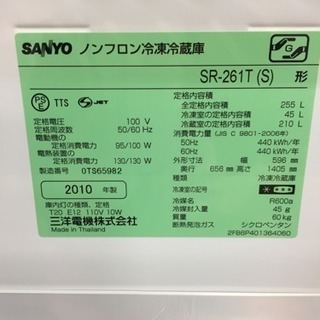 SANYO ノンフロン冷凍冷蔵庫
SR-261T (S) 形
G
PS E TTS JET
定格電圧 100 V
定格周波数 50/60 Hz
電動機の
定格消費電力 95/100 W
電熱装置の
定格消費電力 130/130 W
製造番号 0TS65982
2010 年製
庫内灯の種類、定格
T20 E12 110V 10W
三洋電機株式会社
Made in Thailand
定格内容積
全定格内容積 255 L
冷凍室の定格内容積 45 L
冷蔵室の定格内容積 210 L
消費電力量 (JIS C 9801-2006年)
50Hz 440 kWh/年
60Hz 440 kWh/年
外形寸法 幅 596 mm
奥行 656 mm 高さ 1405 mm
冷凍室の記号
冷媒 R600a
冷媒封入量 45 g
質量 60 kg
断熱発泡ガス シクロペンタン
2FB6P401364060